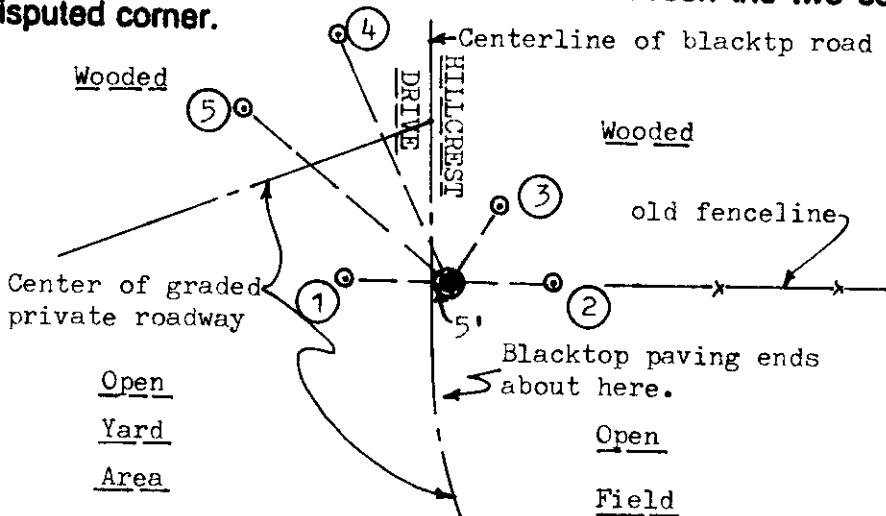 isputed corner.
4
Centerline of blacktp road
Wooded
HILLCREST
DRIVE
5
Wooded
3
old fenceline
Center of graded
private roadway
1
2
5'
Blacktop paving ends
about here.
Open
Yard
Area
Open
Field